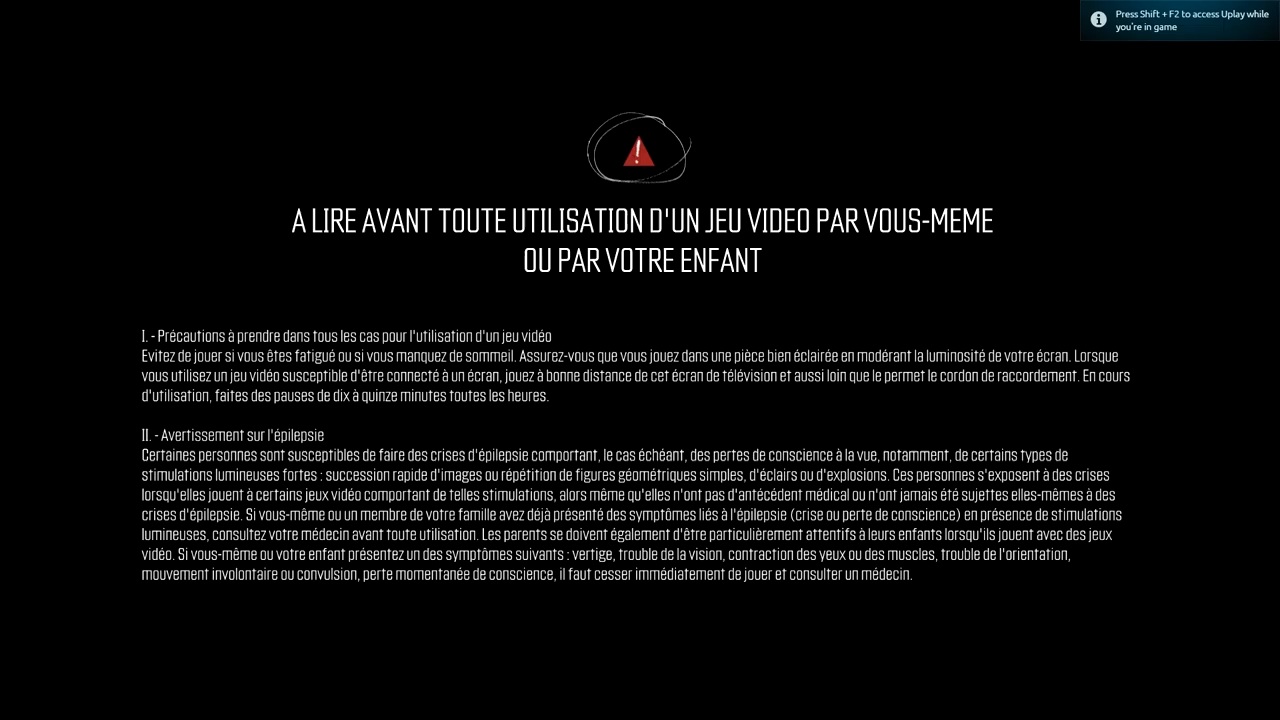 Press Shift + F2 to access Uplay while
you're in game
A LIRE AVANT TOUTE UTILISATION D'UN JEU VIDEO PAR VOUS-MEME
OU PAR VOTRE ENFANT
I. - Précautions à prendre dans tous les cas pour l'utilisation d'un jeu vidéo
Evitez de jouer si vous êtes fatigué ou si vous manquez de sommeil. Assurez-vous que vous jouez dans une pièce bien éclairée en modérant la luminosité de votre écran. Lorsque
vous utilisez un jeu vidéo susceptible d'être connecté à un écran, jouez à bonne distance de cet écran de télévision et aussi loin que le permet le cordon de raccordement. En cours
d'utilisation, faites des pauses de dix à quinze minutes toutes les heures.
II. - Avertissement sur l'épilepsie
Certaines personnes sont susceptibles de faire des crises d'épilepsie comportant, le cas échéant, des pertes de conscience à la vue, notamment, de certains types de
stimulations lumineuses fortes : succession rapide d'images ou répétition de figures géométriques simples, d'éclairs ou d'explosions. Ces personnes s'exposent à des crises
lorsqu'elles jouent à certains jeux vidéo comportant de telles stimulations, alors même qu'elles n'ont pas d'antécédent médical ou n'ont jamais été sujettes elles-mêmes à des
crises d'épilepsie. Si vous-même ou un membre de votre famille avez déjà présenté des symptômes liés à l'épilepsie (crise ou perte de conscience) en présence de stimulations
lumineuses, consultez votre médecin avant toute utilisation. Les parents se doivent également d'être particulièrement attentifs à leurs enfants lorsqu'ils jouent avec des jeux
vidéo. Si vous-même ou votre enfant présentez un des symptômes suivants : vertige, trouble de la vision, contraction des yeux ou des muscles, trouble de l'orientation,
mouvement involontaire ou convulsion, perte momentanée de conscience, il faut cesser immédiatement de jouer et consulter un médecin.